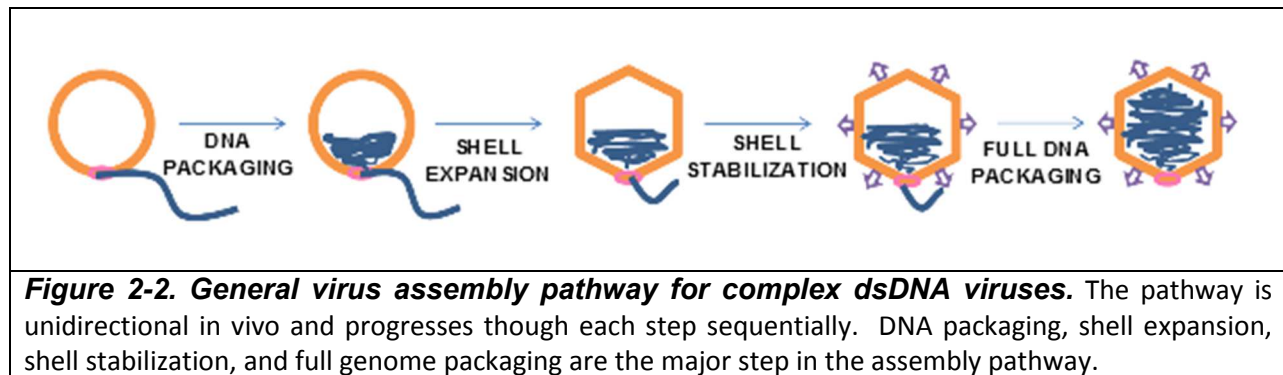 DNA
PACKAGING
SHELL
EXPANSION
SHELL
STABILIZATION
FULL DNA
PACKAGING
Figure 2-2. General virus assembly pathway for complex dsDNA viruses. The pathway is
unidirectional in vivo and progresses though each step sequentially. DNA packaging, shell expansion,
shell stabilization, and full genome packaging are the major step in the assembly pathway.